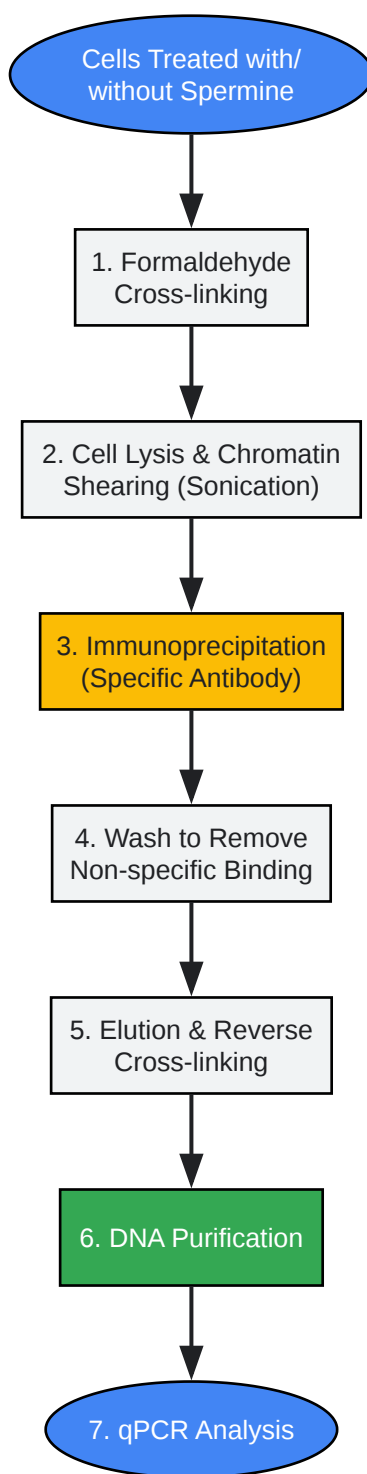 Cells Treated with/
without Spermine
1. Formaldehyde
Cross-linking
2. Cell Lysis & Chromatin
Shearing (Sonication)
3. Immunoprecipitation
(Specific Antibody)
4. Wash to Remove
Non-specific Binding
5. Elution & Reverse
Cross-linking
6. DNA Purification
7. qPCR Analysis